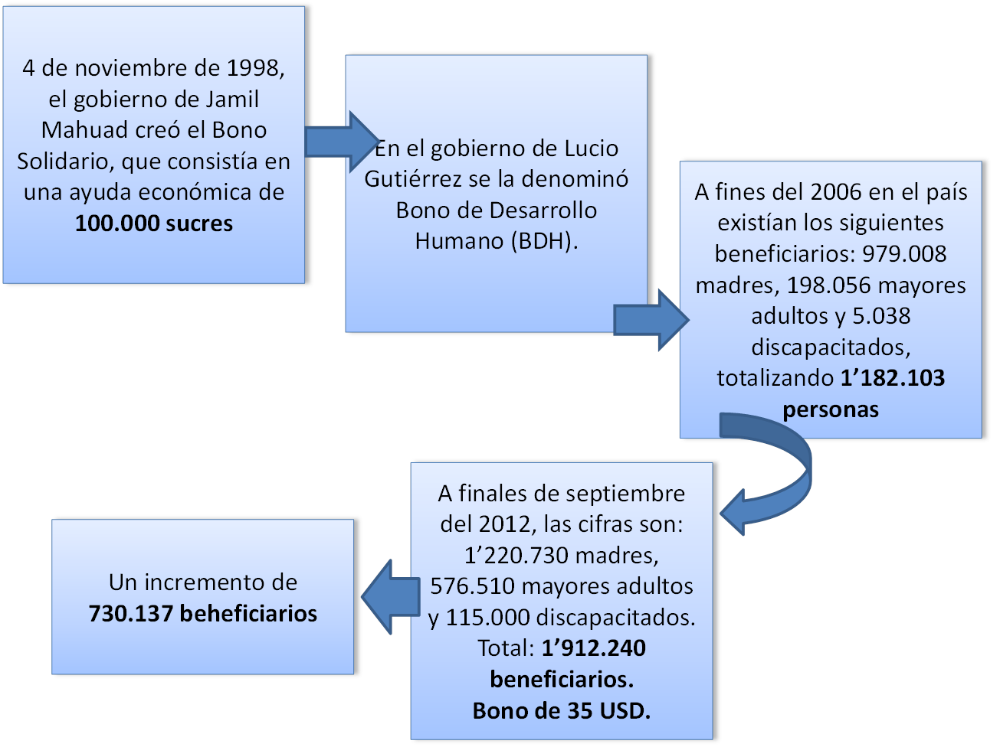 4 de noviembre de 1998,
el gobierno de Jamil
Mahuad creó el Bono
Solidario, que consistía en
una ayuda económica de
100.000 sucres
En el gobierno de Lucio
Gutiérrez se la denominó
Bono de Desarrollo
Humano (BDH).
A fines del 2006 en el país
existían los siguientes
beneficiarios: 979.008
madres, 198.056 mayores
adultos y 5.038
discapacitados,
totalizando 1’182.103
personas
A finales de septiembre
del 2012, las cifras son:
1’220.730 madres,
576.510 mayores adultos
y 115.000 discapacitados.
Total: 1’912.240
beneficiarios.
Bono de 35 USD.
Un incremento de
730.137 beheficiarios